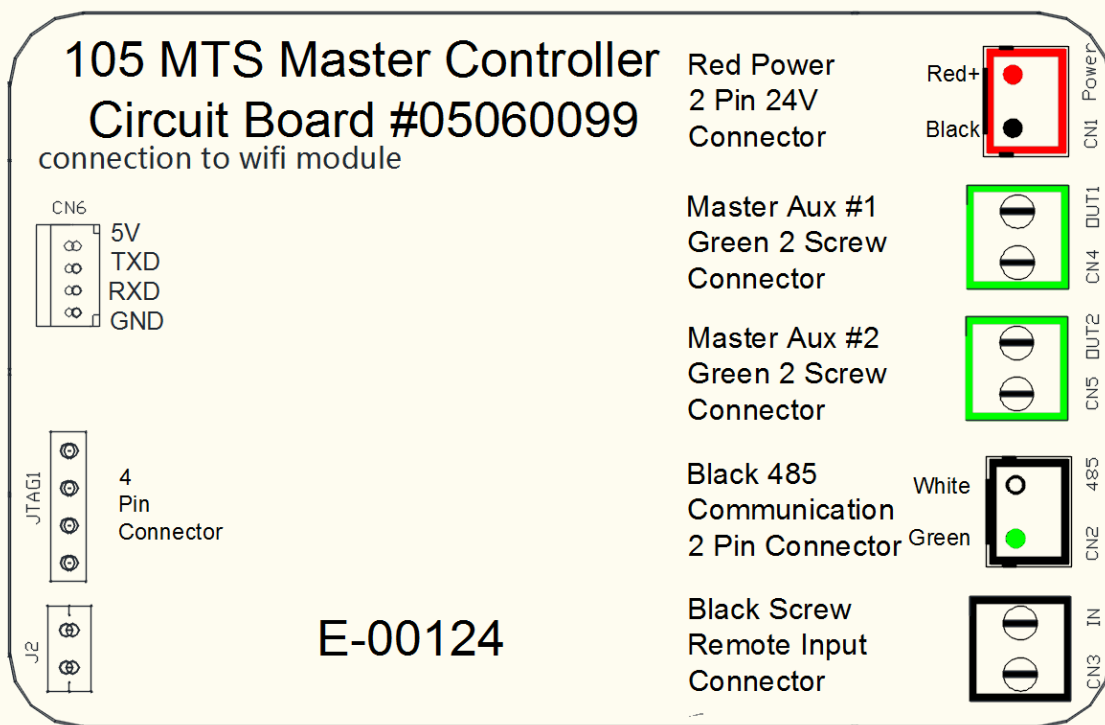 105 MTS Master Controller
Circuit Board #05060099
connection to wifi module
CN6
5V
TXD
RXD
GND
JTAG1
4
Pin
Connector
J2
E-00124
Red Power
2 Pin 24V
Connector
Red+
Black
CN1 Power
Master Aux #1
Green 2 Screw
Connector
CN4 OUT1
Master Aux #2
Green 2 Screw
Connector
CN5 OUT2
Black 485
Communication
2 Pin Connector
White
Green
CN2 485
Black Screw
Remote Input
Connector
CN3 IN